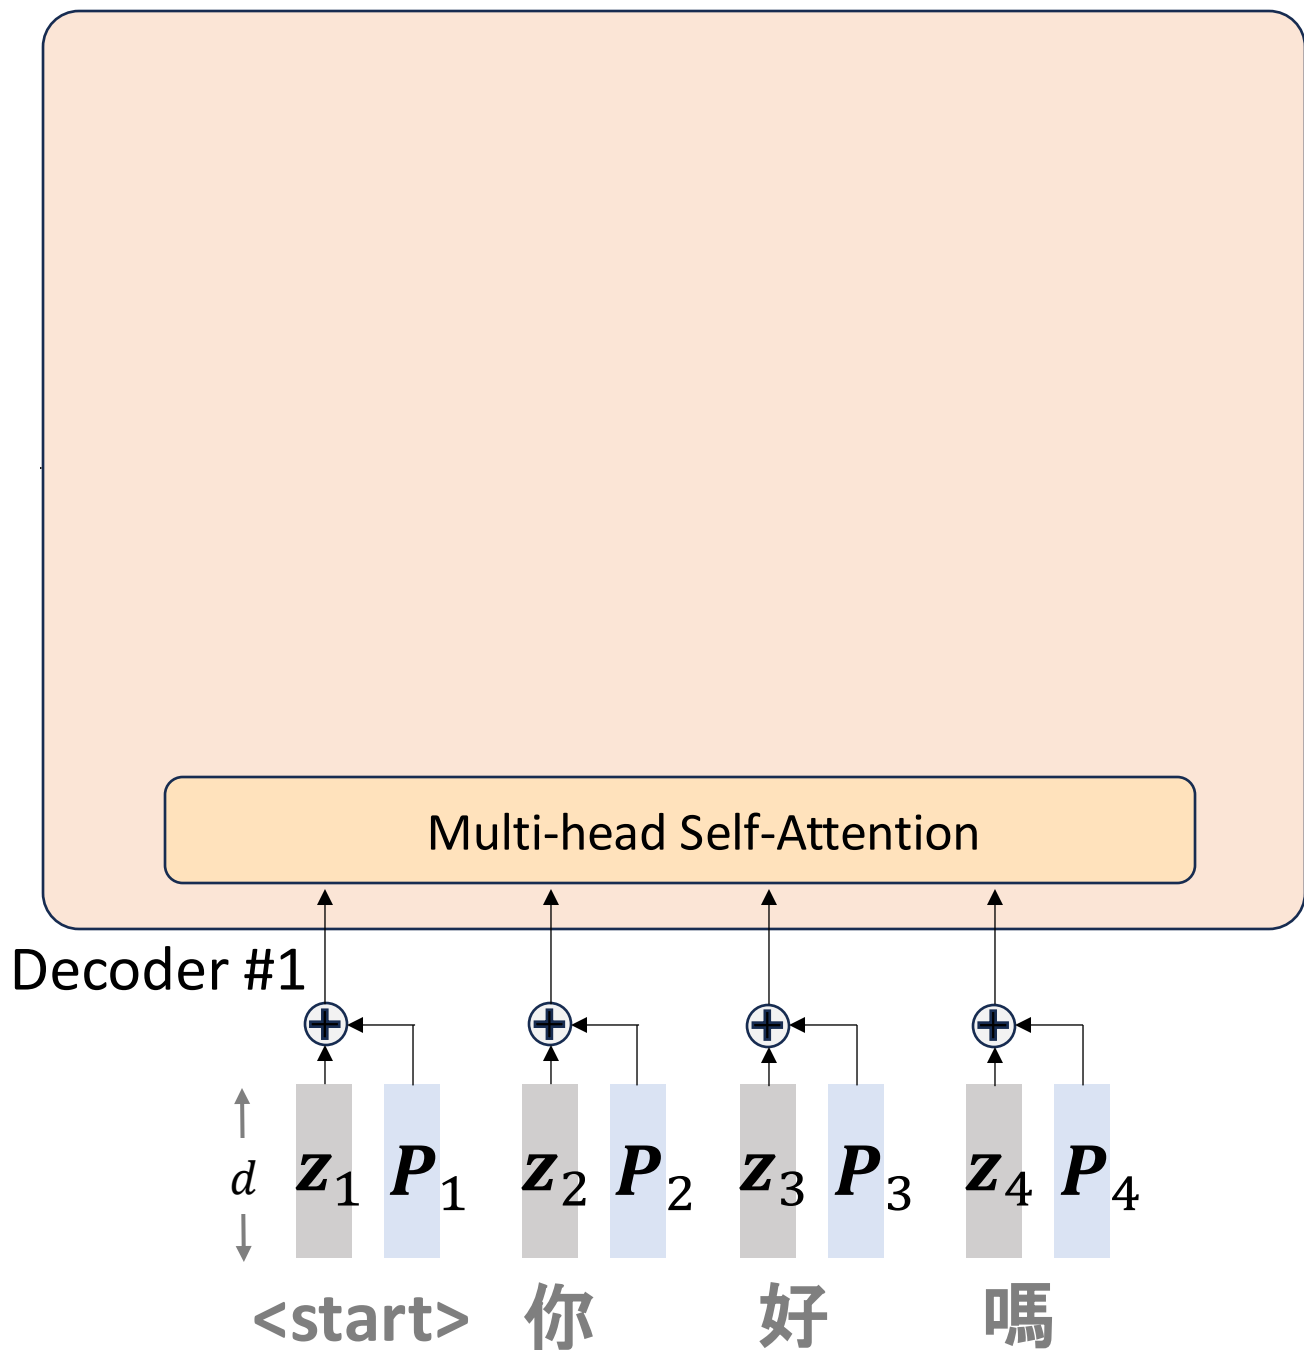 Multi-head Self-Attention
Decoder #1
d z₁ P₁ z₂ P₂ z₃ P₃ z₄ P₄
<start> 你 好 嗎